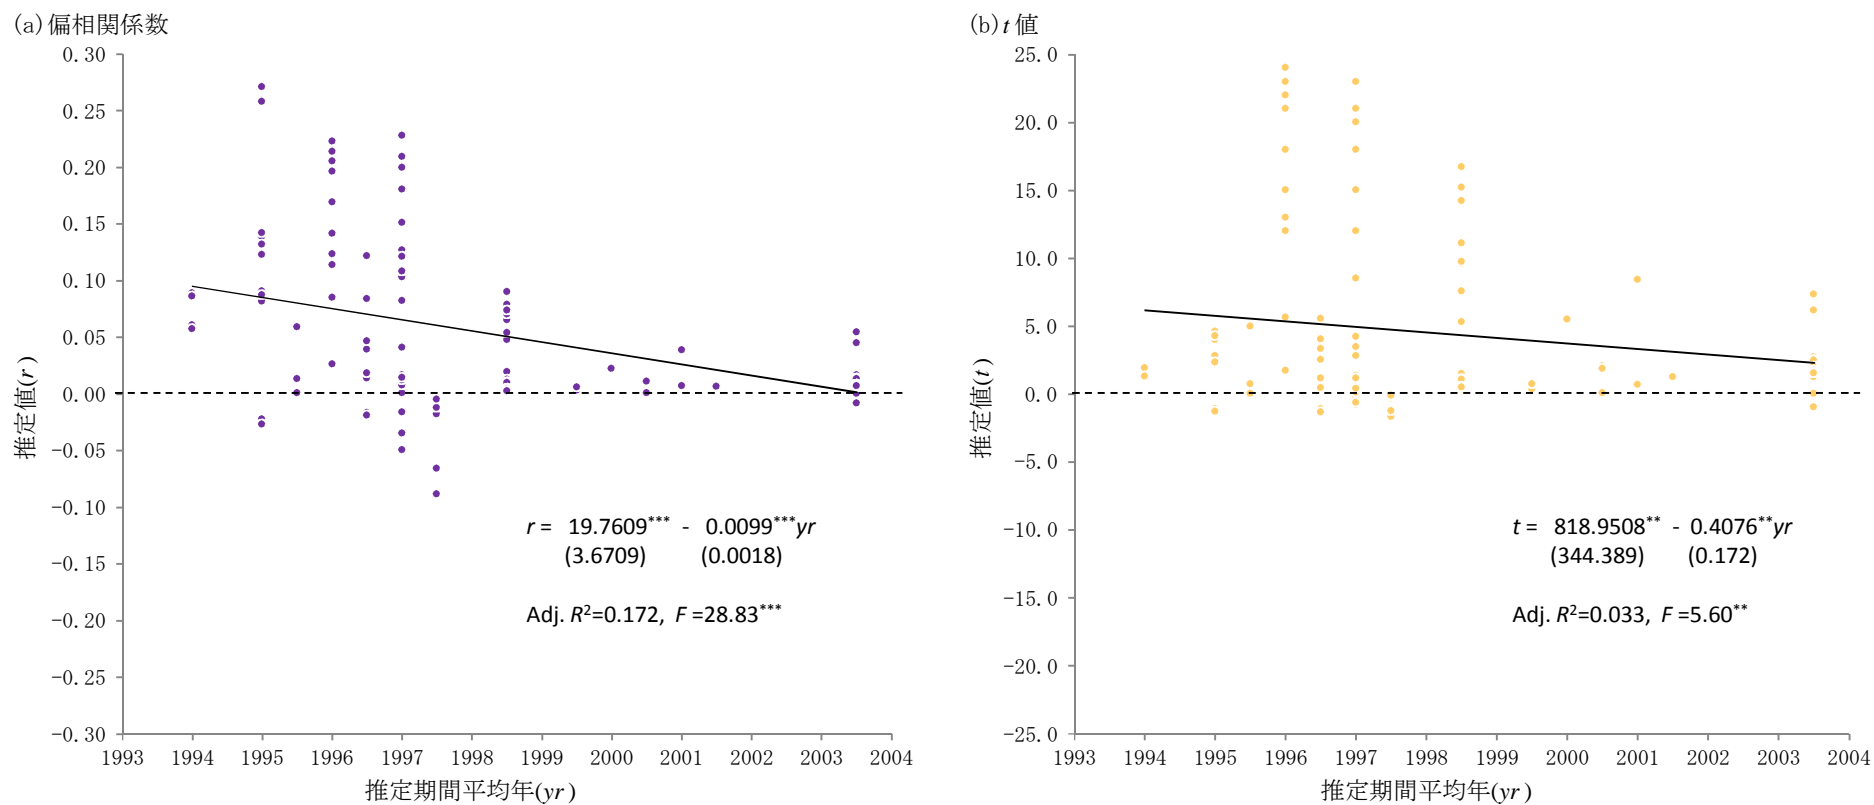 (a)偏相関係数
0.30
0.25
0.20
0.15
0.10
0.05
0.00
-0.05
-0.10
-0.15
-0.20
-0.25
-0.30
推定値(r)
r = 19.7609*** - 0.0099***yr
(3.6709) (0.0018)
Adj. R²=0.172, F =28.83***
1993 1994 1995 1996 1997 1998 1999 2000 2001 2002 2003 2004
推定期間平均年(yr)
(b)t値
25.0
20.0
15.0
10.0
5.0
0.0
-5.0
-10.0
-15.0
-20.0
-25.0
推定値(t)
t = 818.9508** - 0.4076**yr
(344.389) (0.172)
Adj. R²=0.033, F =5.60**
1993 1994 1995 1996 1997 1998 1999 2000 2001 2002 2003 2004
推定期間平均年(yr)